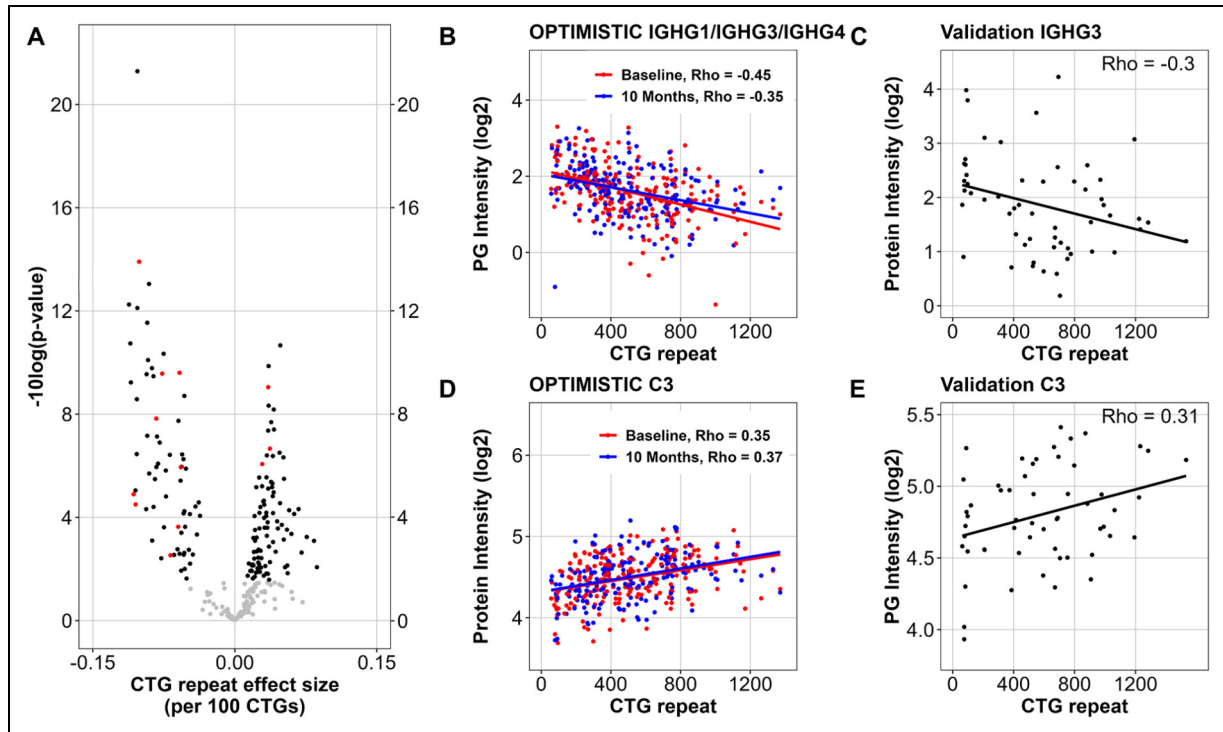 A
-10log(p-value)
20
16
12
8
4
0
20
16
12
8
4
0
-0.15
0.00
0.15
CTG repeat effect size
(per 100 CTGs)
B
OPTIMISTIC IGHG1/IGHG3/IGHG4
Baseline, Rho = -0.45
10 Months, Rho = -0.35
PG Intensity (log2)
4
2
0
0
400
800
1200
CTG repeat
C
Validation IGHG3
Rho = -0.3
Protein Intensity (log2)
4
3
2
1
0
0
400
800
1200
CTG repeat
D
OPTIMISTIC C3
Baseline, Rho = 0.35
10 Months, Rho = 0.37
Protein Intensity (log2)
6
5
4
0
400
800
1200
CTG repeat
E
Validation C3
Rho = 0.31
PG Intensity (log2)
5.5
5.0
4.5
4.0
0
400
800
1200
CTG repeat